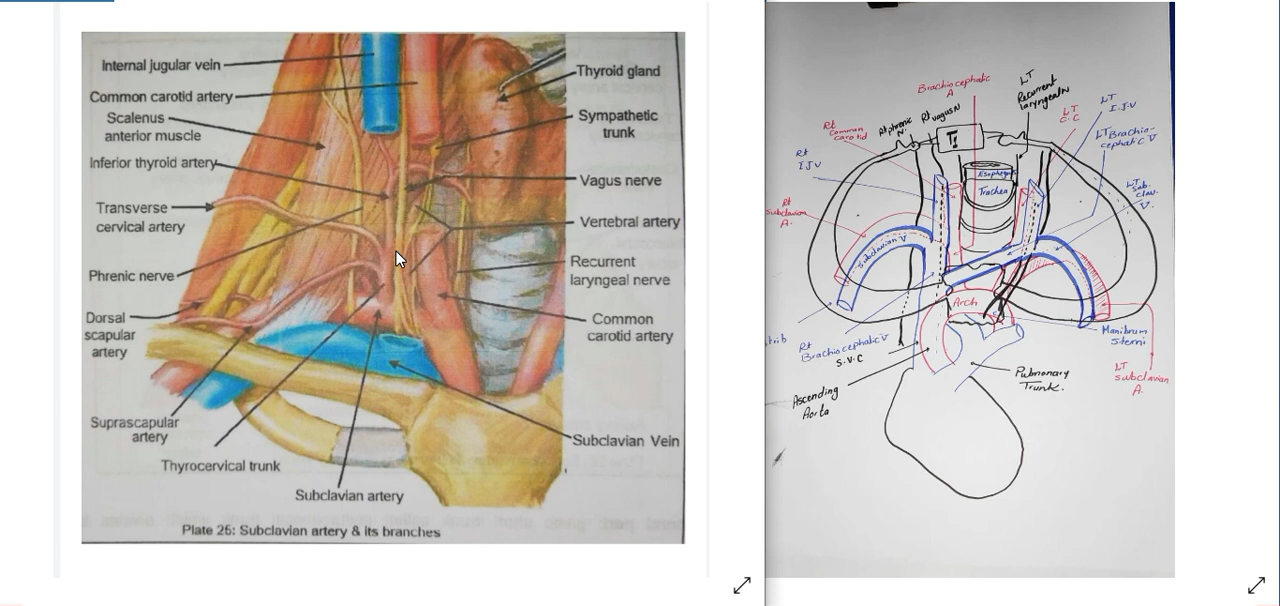 Internal jugular vein
Common carotid artery
Scalenus
anterior muscle
Inferior thyroid artery
Transverse
cervical artery
Phrenic nerve
Dorsal
scapular
artery
Suprascapular
artery
Thyrocervical trunk
Subclavian artery
Thyroid gland
Sympathetic
trunk
Vagus nerve
Vertebral artery
Recurrent
laryngeal nerve
Common
carotid artery
Subclavian Vein
Plate 25: Subclavian artery & its branches
Brachiocephalic
A
LT
Recurrent
laryngeal N
Rt phrenic
N.
Rt vagus N
Rt
Common
carotid
T1
LT
C.C
LT
I.J.V
LT Brachio-
cephalic V
Rt
IJV
Esophagus
Trachea
LT
Sub.
clav.
V.
Rt
Subclavian
A.
Subclavian V
Arch
Rt
Brachiocephalic V
S.V.C
Manibrum
Sterni
LT
subclavian
A.
Pulmonary
Trunk.
Ascending
Aorta